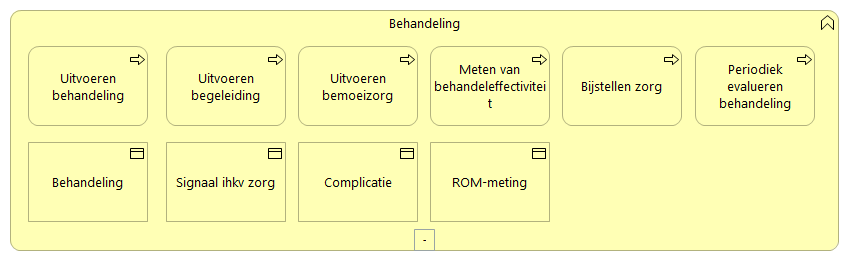 Behandeling
Uitvoeren
behandeling
Uitvoeren
begeleiding
Uitvoeren
bemoeizorg
Meten van
behandeleffectivitei
t
Bijstellen zorg
Periodiek
evalueren
behandeling
Behandeling
Signaal ihkv zorg
Complicatie
ROM-meting
-